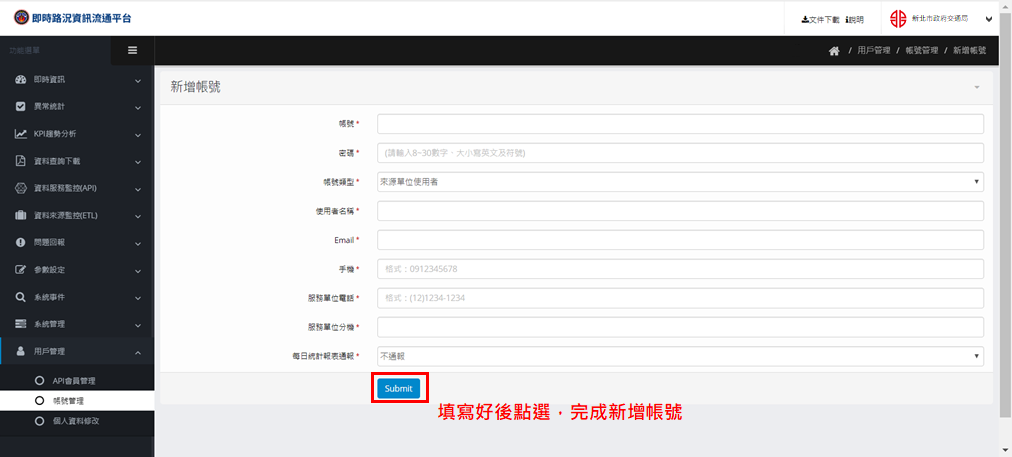 即時路況資訊流通平台
文件下載 說明
新北市政府交通局
功能選單
/ 用戶管理 / 帳號管理 / 新增帳號
即時資訊
異常統計
KPI趨勢分析
資料查詢下載
資料服務監控(API)
資料來源監控(ETL)
問題回報
參數設定
系統事件
系統管理
用戶管理
API會員管理
帳號管理
個人資料修改
新增帳號
帳號 *
密碼 * (請輸入8~30數字、大小寫英文及符號)
帳號類型 * 來源單位使用者
使用者名稱 *
Email *
手機 * 格式：0912345678
服務單位電話 * 格式：(12)1234-1234
服務單位分機 *
每日統計報表通報 * 不通報
Submit
填寫好後點選，完成新增帳號